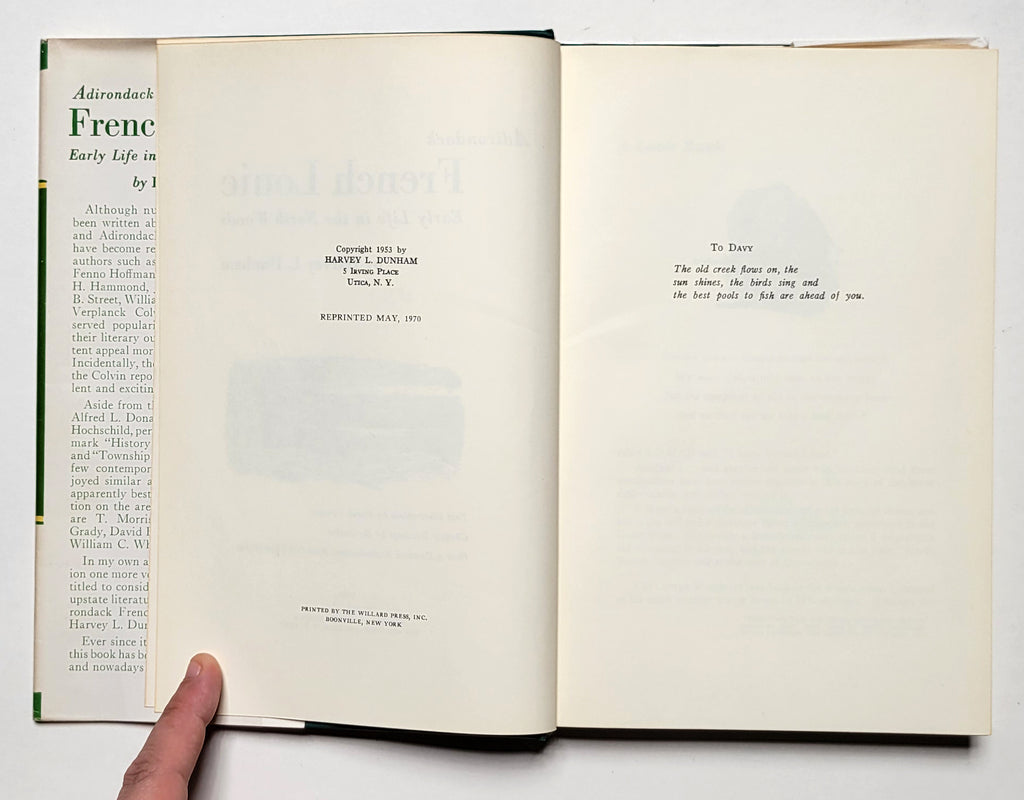 Adirondack
Frenc
Early Life in
by
Although nu
been written ab
and Adirondac
have become re
authors such as
Fenno Hoffman
H. Hammond,
B. Street, Willia
Verplanck Col
served populari
their literary ou
tent appeal mor
Incidentally, th
the Colvin repo
lent and excitin
Aside from t
Alfred L. Dona
Hochschild, per
mark “History
and “Township
few contempor
joyed similar a
apparently best
tion on the are
are T. Morris
Grady, David
William C. Wh
In my own a
ion one more v
titled to consid
upstate literatu
rondack Frenc
Harvey L. Dun
Ever since it
this book has be
and nowadays
Copyright 1953 by
HARVEY L. DUNHAM
5 Irving Place
Utica, N. Y.
REPRINTED MAY, 1970
PRINTED BY THE WILLARD PRESS, INC.
BOONVILLE, NEW YORK
To Davy
The old creek flows on, the
sun shines, the birds sing and
the best pools to fish are ahead of you.